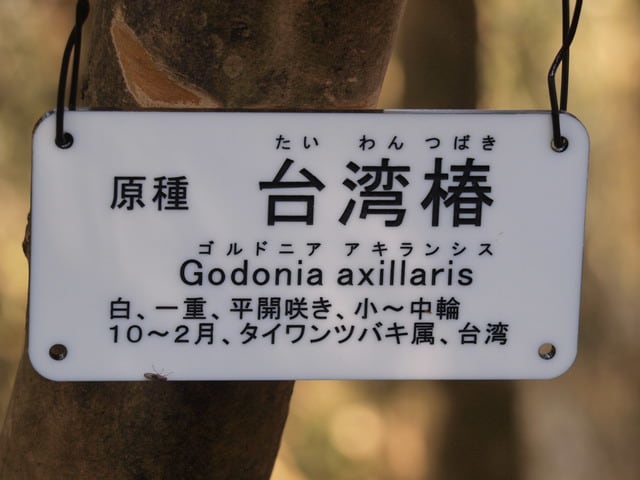 たい わん つばき
原種 台湾椿
ゴルドニア アキランシス
Godonia axillaris
白、一重、平開咲き、小～中輪
10～2月、タイワンツバキ属、台湾